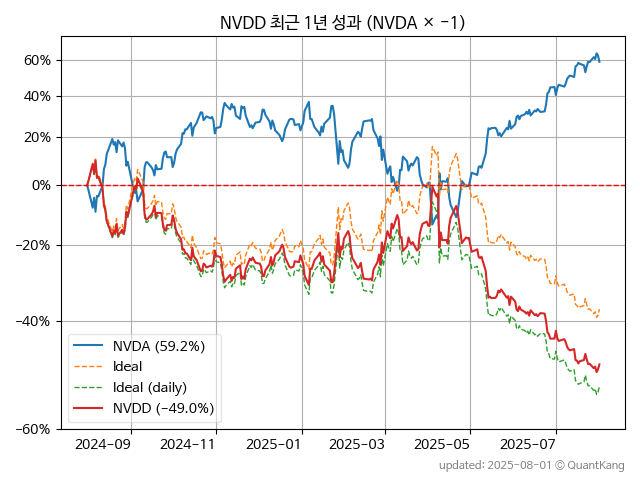 NVDD 최근 1년 성과 (NVDA × −1)
60%
40%
20%
0%
−20%
−40%
−60%
NVDA (59.2%)
Ideal
Ideal (daily)
NVDD (−49.0%)
2024−09
2024−11
2025−01
2025−03
2025−05
2025−07
updated: 2025-08-01 © QuantKang